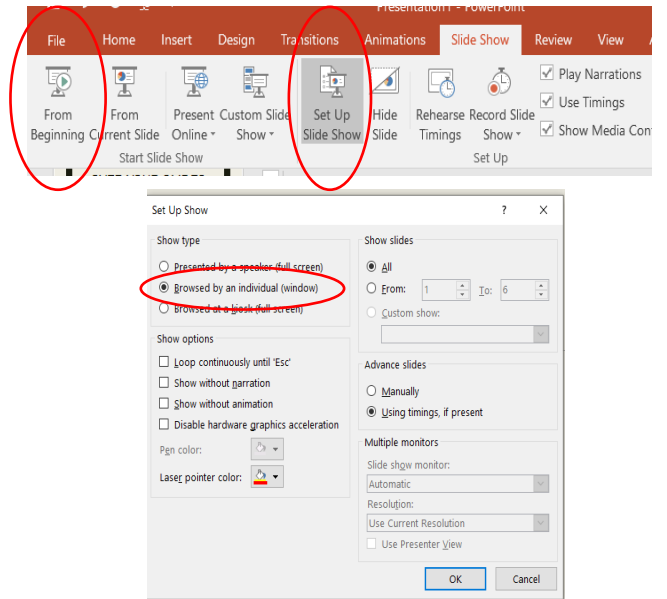 Presentation1 - PowerPoint
File Home Insert Design Transitions Animations Slide Show Review View
From Beginning
From Current Slide
Present Online
Custom Slide Show
Set Up Slide Show
Hide Slide
Rehearse Timings
Record Slide Show
Play Narrations
Use Timings
Show Media Con
Start Slide Show
Set Up
Set Up Show ? X
Show type
Presented by a speaker (full screen)
Browsed by an individual (window)
Browsed at a kiosk (full screen)
Show options
Loop continuously until 'Esc'
Show without narration
Show without animation
Disable hardware graphics acceleration
Pen color:
Laser pointer color:
Show slides
All
From: 1 To: 6
Custom show:
Advance slides
Manually
Using timings, if present
Multiple monitors
Slide show monitor:
Automatic
Resolution:
Use Current Resolution
Use Presenter View
OK Cancel